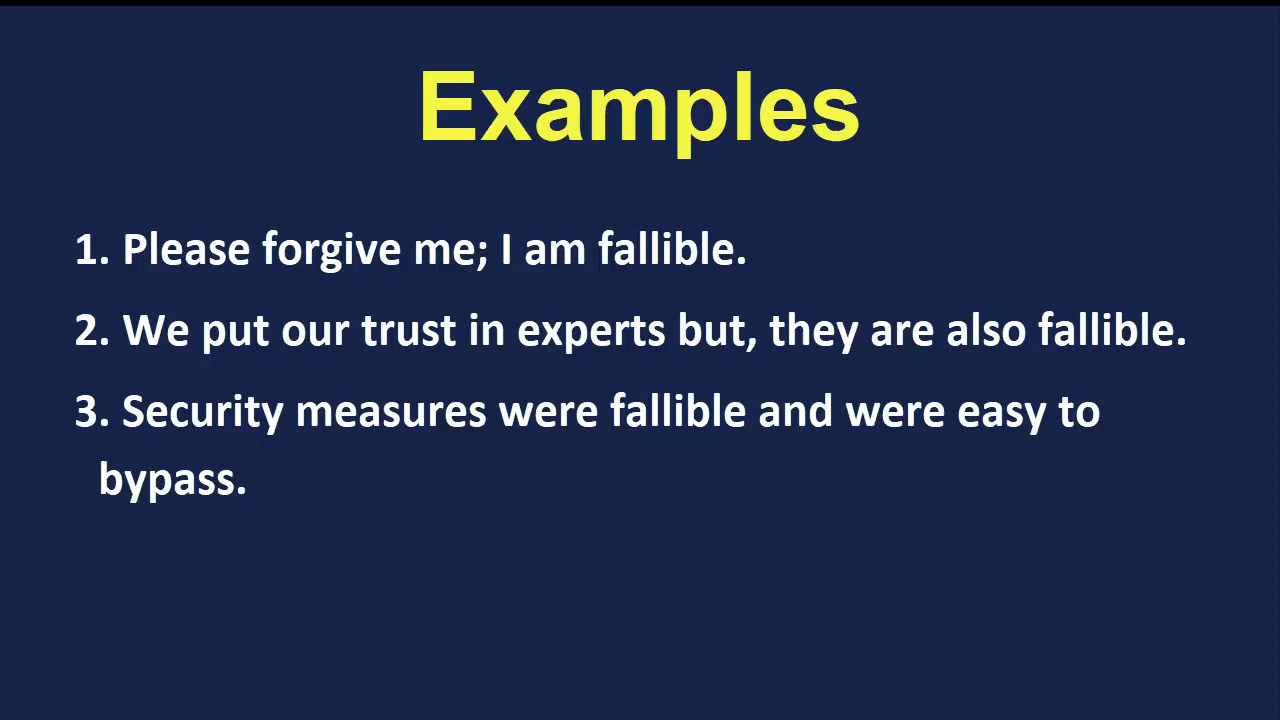 Examples
1. Please forgive me; I am fallible.
2. We put our trust in experts but, they are also fallible.
3. Security measures were fallible and were easy to
bypass.